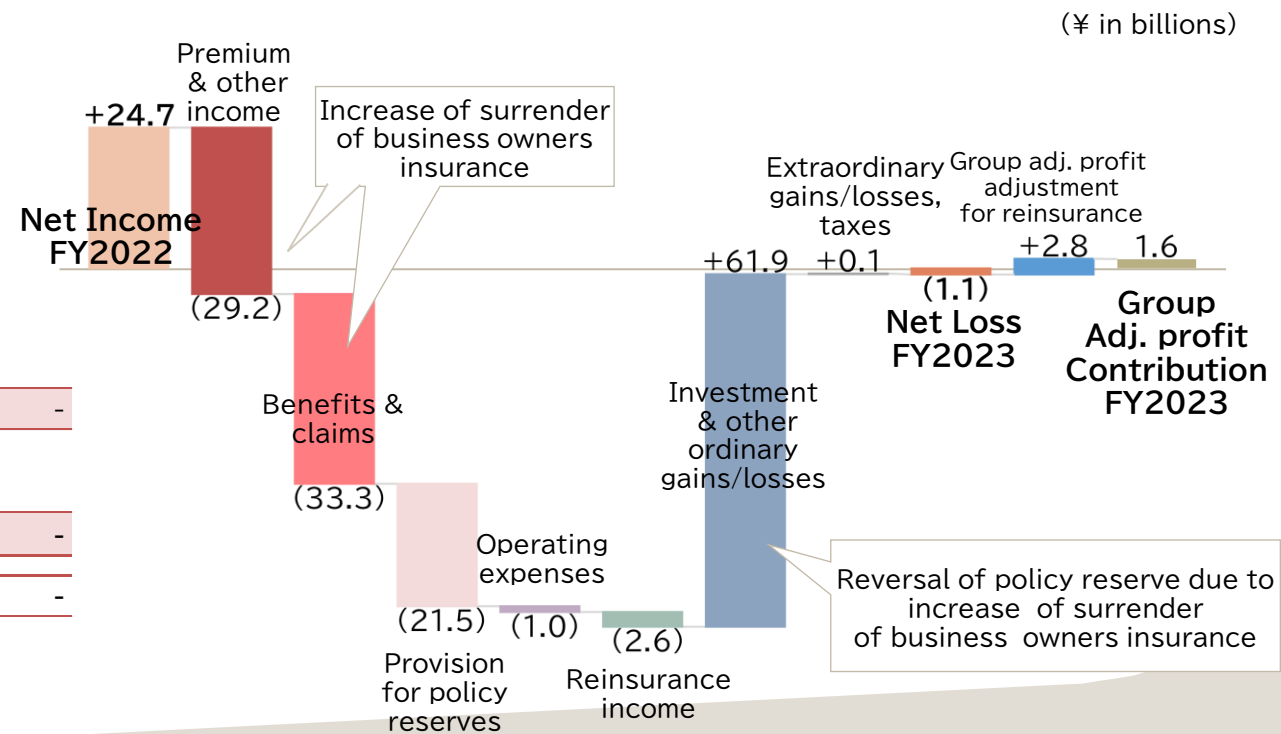 (¥ in billions)
Premium
& other
income
+24.7
Net Income
FY2022
(29.2)
Increase of surrender
of business owners
insurance
Benefits &
claims
(33.3)
(21.5)
Provision
for policy
reserves
Operating
expenses
(1.0)
(2.6)
Reinsurance
income
+61.9
Investment
& other
ordinary
gains/losses
Extraordinary
gains/losses,
taxes
+0.1
(1.1)
Net Loss
FY2023
Group adj. profit
adjustment
for reinsurance
+2.8
1.6
Group
Adj. profit
Contribution
FY2023
Reversal of policy reserve due to
increase of surrender
of business owners insurance
-
-
-